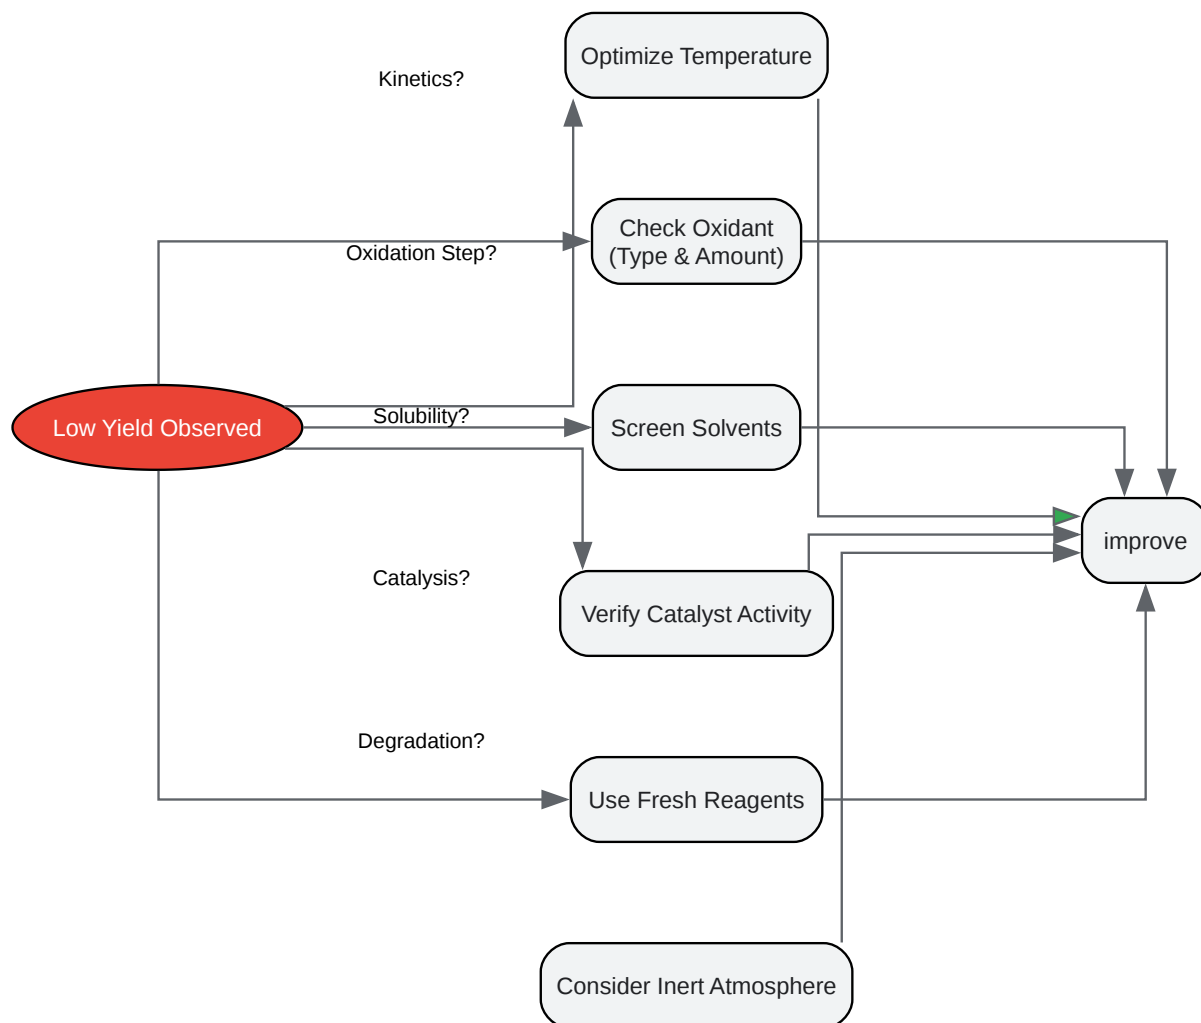 Optimize Temperature
Kinetics?
Check Oxidant
(Type & Amount)
Oxidation Step?
Low Yield Observed
Solubility?
Screen Solvents
improve
Catalysis?
Verify Catalyst Activity
Degradation?
Use Fresh Reagents
Consider Inert Atmosphere